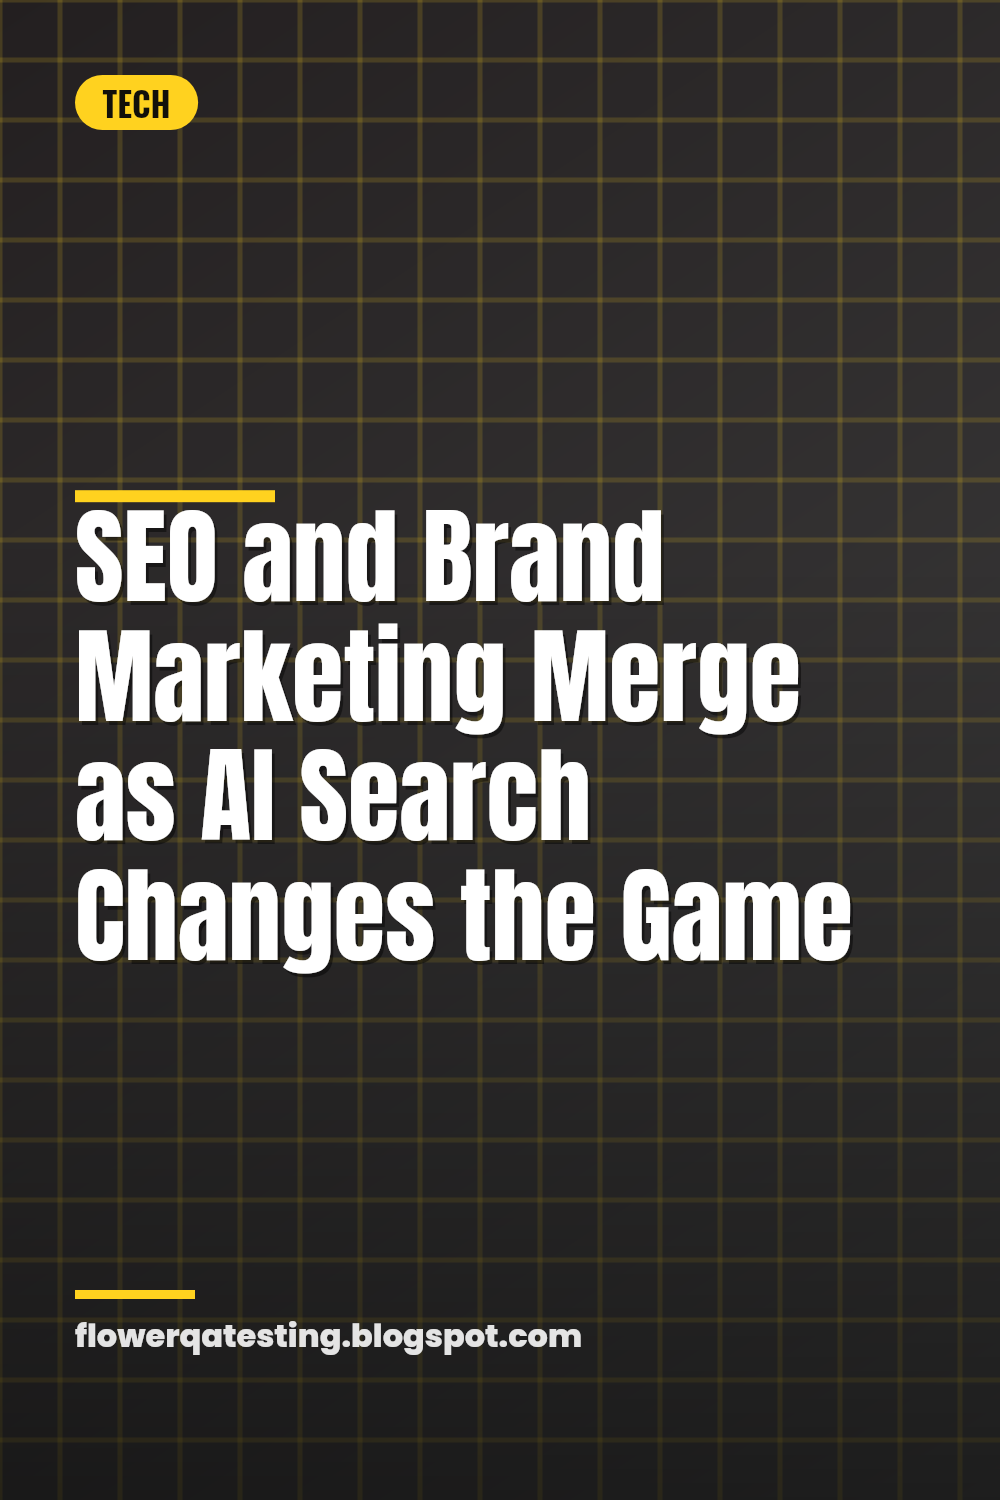 TECH
SEO and Brand
Marketing Merge
as AI Search
Changes the Game
flowerqatesting.blogspot.com